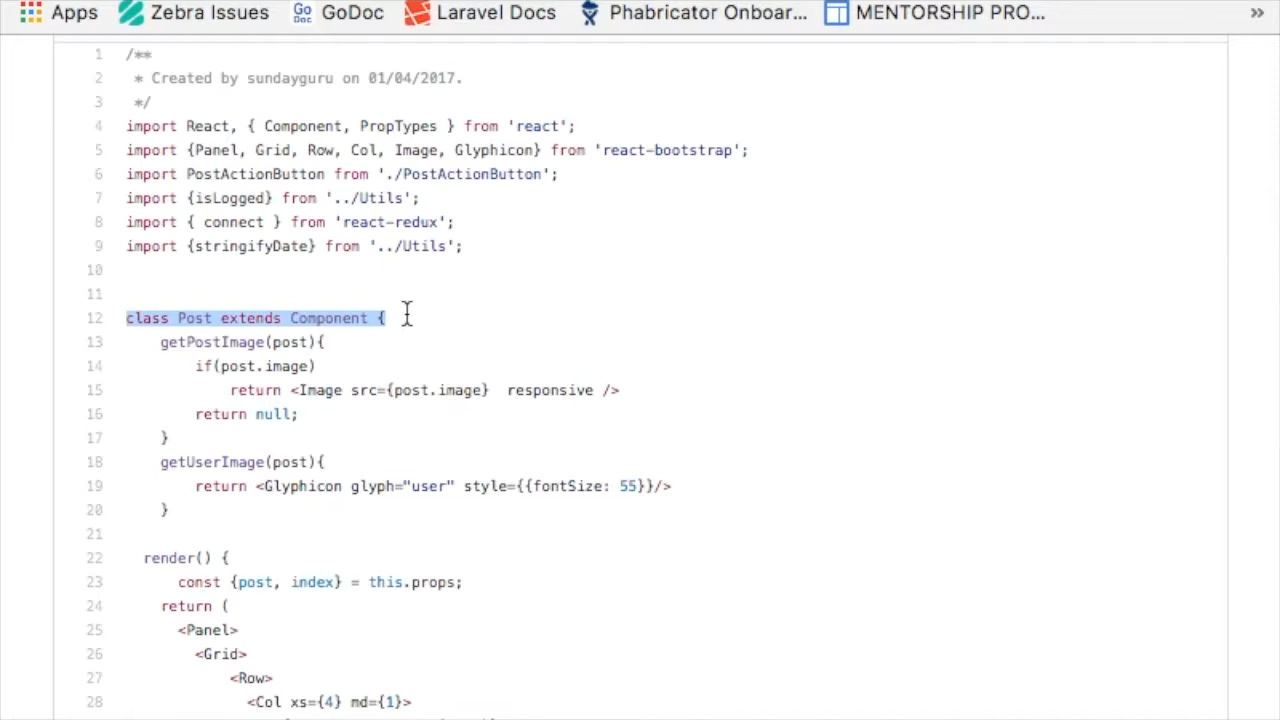 Apps Zebra Issues Go Doc GoDoc Laravel Docs Phabricator Onboar... MENTORSHIP PRO... »
1 /**
2 * Created by sundayguru on 01/04/2017.
3 */
4 import React, { Component, PropTypes } from 'react';
5 import {Panel, Grid, Row, Col, Image, Glyphicon} from 'react-bootstrap';
6 import PostActionButton from './PostActionButton';
7 import {isLogged} from '../Utils';
8 import { connect } from 'react-redux';
9 import {stringifyDate} from '../Utils';
10
11
12 class Post extends Component {
13 getPostImage(post){
14 if(post.image)
15 return <Image src={post.image}  responsive />
16 return null;
17 }
18 getUserImage(post){
19 return <Glyphicon glyph="user" style={{fontSize: 55}}/>
20 }
21
22 render() {
23 const {post, index} = this.props;
24 return (
25 <Panel>
26 <Grid>
27 <Row>
28 <Col xs={4} md={1}>